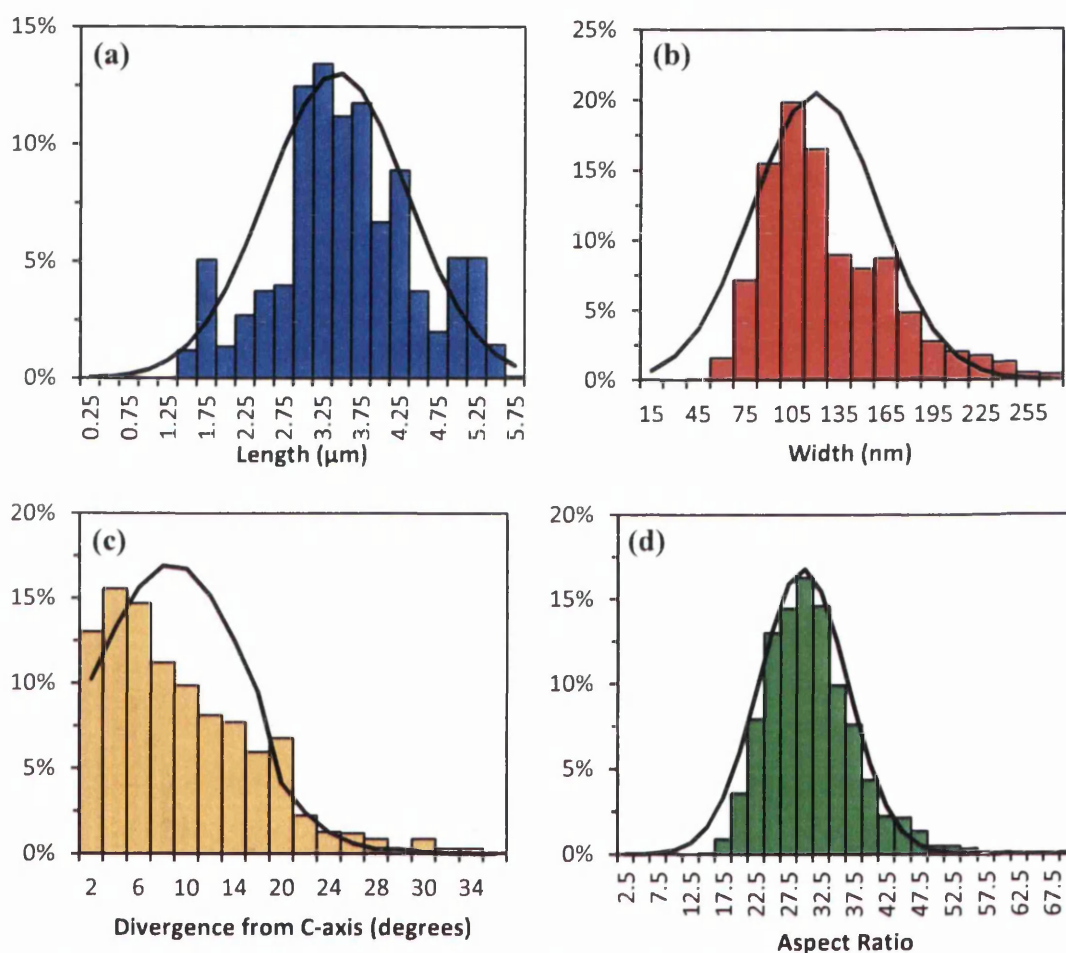 (a)
15%
10%
5%
0%
0.25 0.75 1.25 1.75 2.25 2.75 3.25 3.75 4.25 4.75 5.25 5.75
Length (µm)
(b)
25%
20%
15%
10%
5%
0%
15 45 75 105 135 165 195 225 255
Width (nm)
(c)
20%
15%
10%
5%
0%
2 6 10 14 20 24 28 30 34
Divergence from C-axis (degrees)
(d)
20%
15%
10%
5%
0%
2.5 7.5 12.5 17.5 22.5 27.5 32.5 37.5 42.5 47.5 52.5 57.5 62.5 67.5
Aspect Ratio